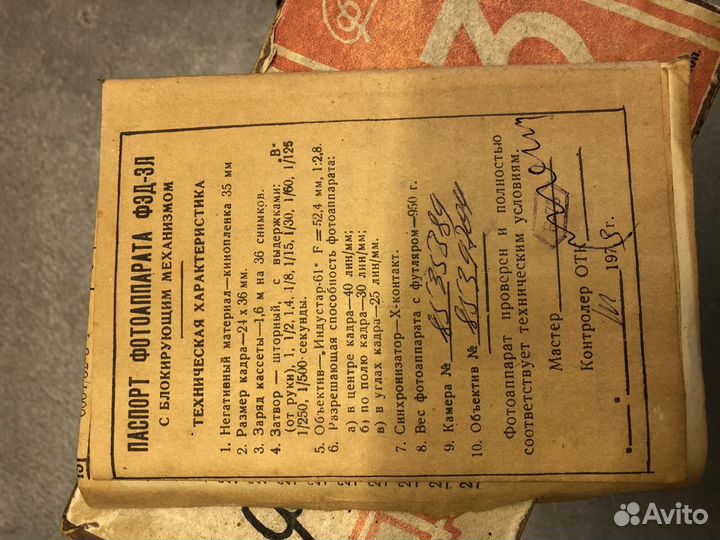 ПАСПОРТ ФОТОАППАРАТА ФЭД-3Л
С БЛОКИРУЮЩИМ МЕХАНИЗМОМ
ТЕХНИЧЕСКАЯ ХАРАКТЕРИСТИКА
1. Негативный материал—кинопленка 35 мм
2. Размер кадра—24 х 36 мм.
3. Заряд кассеты—1,6 м на 36 снимков.
4. Затвор — шторный, с выдержками: „В“
(от руки), 1, 1/2, 1/4, 1/8, 1/15, 1/30, 1/60, 1/125
1/250, 1/500 секунды.
5. Объектив—„Индустар-61“ F = 52,4 мм, 1:2,8.
6. Разрешающая способность фотоаппарата:
а) в центре кадра—40 лин/мм;
б) по полю кадра—30 лин/мм;
в) в углах кадра—25 лин/мм.
7. Синхронизатор—Х-контакт.
8. Вес фотоаппарата с футляром—950 г.
9. Камера №
10. Объектив №
Фотоаппарат проверен и полностью
соответствует техническим условиям.
Мастер
Контролер ОТК
Avito